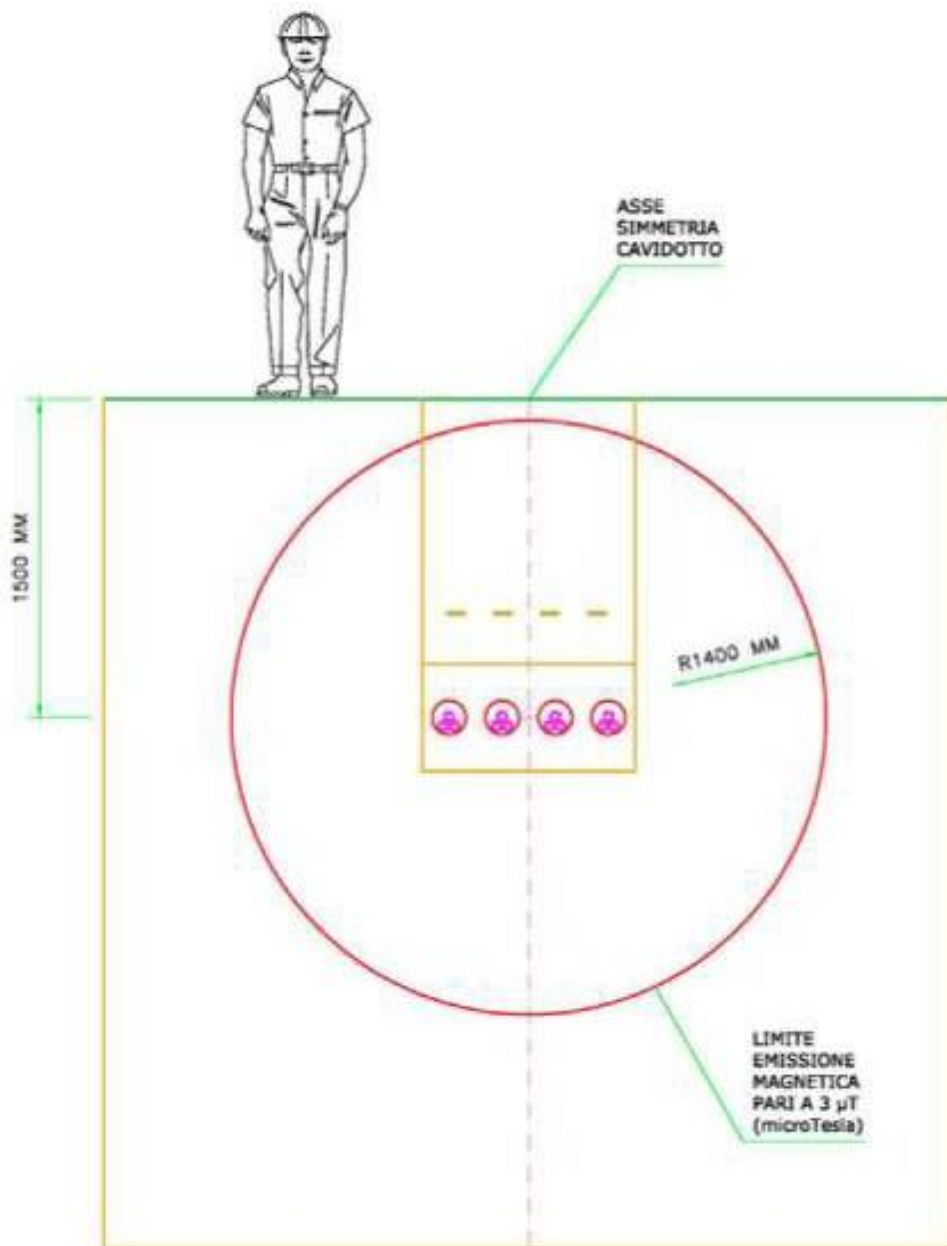 ASSE
SIMMETRIA
CAVIDOTTO
1500 MM
R1400 MM
LIMITE
EMISSIONE
MAGNETICA
PARI A 3 µT
(microTesla)